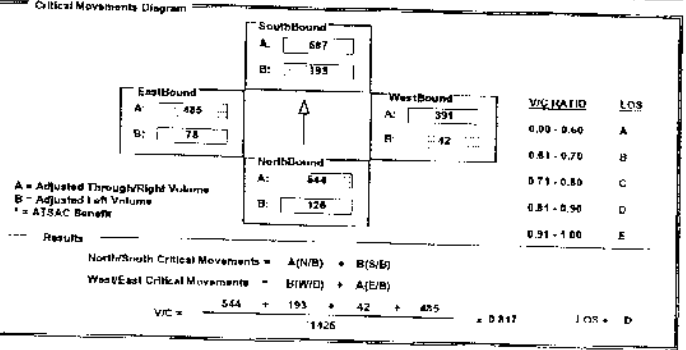 Critical Movements Diagram
SouthBound
A: 687
B: 193
EastBound
A: 485
B: 78
WestBound
A: 391
B: 42
NorthBound
A: 544
B: 126
V/C RATIO LOS
0.00 - 0.60 A
0.61 - 0.70 B
0.71 - 0.80 C
0.81 - 0.90 D
0.91 - 1.00 E
A = Adjusted Through/Right Volume
B = Adjusted Left Volume
* = ATSAC Benefit
Results
North/South Critical Movements = A(N/B) + B(S/B)
West/East Critical Movements = B(W/B) + A(E/B)
V/C = 544 + 193 + 42 + 485 = 0.817 LOS = D
1426